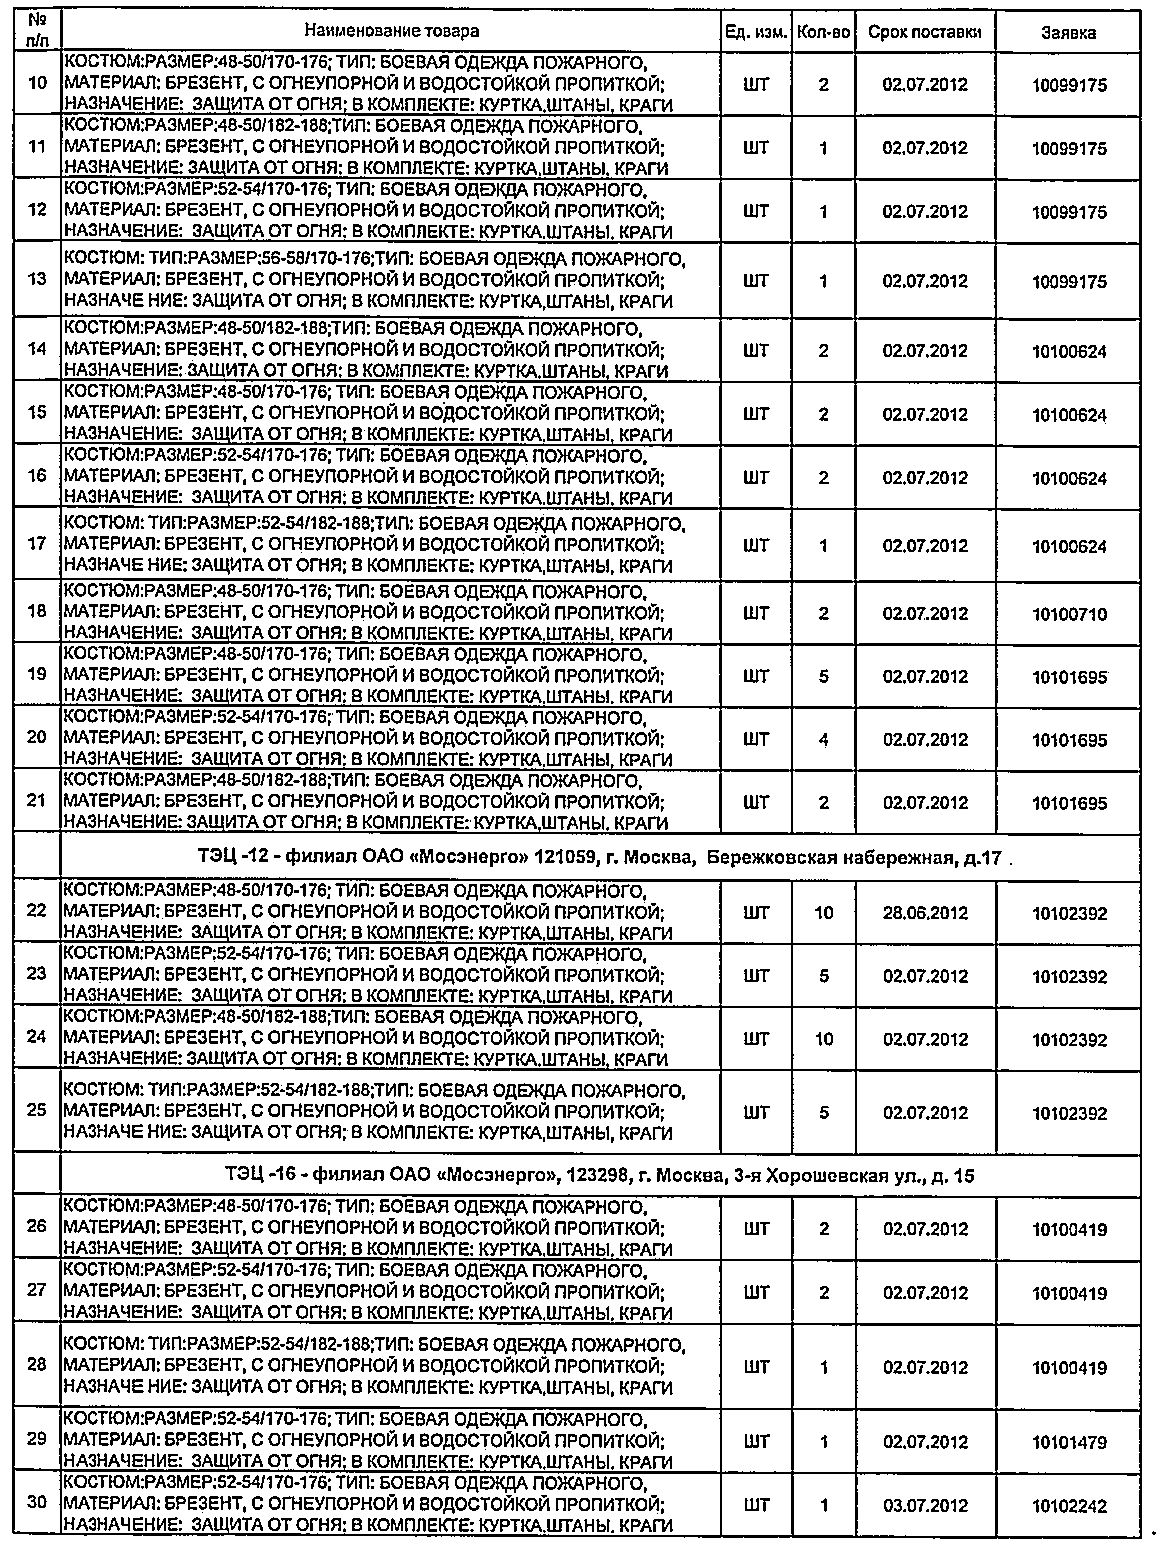 № п/п Наименование товара Ед. изм. Кол-во Срок поставки Заявка
КОСТЮМ:РАЗМЕР:48-50/170-176; ТИП: БОЕВАЯ ОДЕЖДА ПОЖАРНОГО,
10 МАТЕРИАЛ: БРЕЗЕНТ, С ОГНЕУПОРНОЙ И ВОДОСТОЙКОЙ ПРОПИТКОЙ; ШТ 2 02.07.2012 10099175
НАЗНАЧЕНИЕ: ЗАЩИТА ОТ ОГНЯ; В КОМПЛЕКТЕ: КУРТКА,ШТАНЫ, КРАГИ
КОСТЮМ:РАЗМЕР:48-50/182-188;ТИП: БОЕВАЯ ОДЕЖДА ПОЖАРНОГО,
11 МАТЕРИАЛ: БРЕЗЕНТ, С ОГНЕУПОРНОЙ И ВОДОСТОЙКОЙ ПРОПИТКОЙ; ШТ 1 02.07.2012 10099175
НАЗНАЧЕНИЕ: ЗАЩИТА ОТ ОГНЯ; В КОМПЛЕКТЕ: КУРТКА,ШТАНЫ, КРАГИ
КОСТЮМ:РАЗМЕР:52-54/170-176; ТИП: БОЕВАЯ ОДЕЖДА ПОЖАРНОГО,
12 МАТЕРИАЛ: БРЕЗЕНТ, С ОГНЕУПОРНОЙ И ВОДОСТОЙКОЙ ПРОПИТКОЙ; ШТ 1 02.07.2012 10099175
НАЗНАЧЕНИЕ: ЗАЩИТА ОТ ОГНЯ; В КОМПЛЕКТЕ: КУРТКА,ШТАНЫ, КРАГИ
КОСТЮМ: ТИП:РАЗМЕР:56-58/170-176;ТИП: БОЕВАЯ ОДЕЖДА ПОЖАРНОГО,
13 МАТЕРИАЛ: БРЕЗЕНТ, С ОГНЕУПОРНОЙ И ВОДОСТОЙКОЙ ПРОПИТКОЙ; ШТ 1 02.07.2012 10099175
НАЗНАЧЕ НИЕ: ЗАЩИТА ОТ ОГНЯ; В КОМПЛЕКТЕ: КУРТКА,ШТАНЫ, КРАГИ
КОСТЮМ:РАЗМЕР:48-50/182-188;ТИП: БОЕВАЯ ОДЕЖДА ПОЖАРНОГО,
14 МАТЕРИАЛ: БРЕЗЕНТ, С ОГНЕУПОРНОЙ И ВОДОСТОЙКОЙ ПРОПИТКОЙ; ШТ 2 02.07.2012 10100624
НАЗНАЧЕНИЕ: ЗАЩИТА ОТ ОГНЯ; В КОМПЛЕКТЕ: КУРТКА,ШТАНЫ, КРАГИ
КОСТЮМ:РАЗМЕР:48-50/170-176; ТИП: БОЕВАЯ ОДЕЖДА ПОЖАРНОГО,
15 МАТЕРИАЛ: БРЕЗЕНТ, С ОГНЕУПОРНОЙ И ВОДОСТОЙКОЙ ПРОПИТКОЙ; ШТ 2 02.07.2012 10100624
НАЗНАЧЕНИЕ: ЗАЩИТА ОТ ОГНЯ; В КОМПЛЕКТЕ: КУРТКА,ШТАНЫ, КРАГИ
КОСТЮМ:РАЗМЕР:52-54/170-176; ТИП: БОЕВАЯ ОДЕЖДА ПОЖАРНОГО,
16 МАТЕРИАЛ: БРЕЗЕНТ, С ОГНЕУПОРНОЙ И ВОДОСТОЙКОЙ ПРОПИТКОЙ; ШТ 2 02.07.2012 10100624
НАЗНАЧЕНИЕ: ЗАЩИТА ОТ ОГНЯ; В КОМПЛЕКТЕ: КУРТКА,ШТАНЫ, КРАГИ
КОСТЮМ: ТИП:РАЗМЕР:52-54/182-188;ТИП: БОЕВАЯ ОДЕЖДА ПОЖАРНОГО,
17 МАТЕРИАЛ: БРЕЗЕНТ, С ОГНЕУПОРНОЙ И ВОДОСТОЙКОЙ ПРОПИТКОЙ; ШТ 1 02.07.2012 10100624
НАЗНАЧЕ НИЕ: ЗАЩИТА ОТ ОГНЯ; В КОМПЛЕКТЕ: КУРТКА,ШТАНЫ, КРАГИ
КОСТЮМ:РАЗМЕР:48-50/170-176; ТИП: БОЕВАЯ ОДЕЖДА ПОЖАРНОГО,
18 МАТЕРИАЛ: БРЕЗЕНТ, С ОГНЕУПОРНОЙ И ВОДОСТОЙКОЙ ПРОПИТКОЙ; ШТ 2 02.07.2012 10100710
НАЗНАЧЕНИЕ: ЗАЩИТА ОТ ОГНЯ; В КОМПЛЕКТЕ: КУРТКА,ШТАНЫ, КРАГИ
КОСТЮМ:РАЗМЕР:48-50/170-176; ТИП: БОЕВАЯ ОДЕЖДА ПОЖАРНОГО,
19 МАТЕРИАЛ: БРЕЗЕНТ, С ОГНЕУПОРНОЙ И ВОДОСТОЙКОЙ ПРОПИТКОЙ; ШТ 5 02.07.2012 10101695
НАЗНАЧЕНИЕ: ЗАЩИТА ОТ ОГНЯ; В КОМПЛЕКТЕ: КУРТКА,ШТАНЫ, КРАГИ
КОСТЮМ:РАЗМЕР:52-54/170-176; ТИП: БОЕВАЯ ОДЕЖДА ПОЖАРНОГО,
20 МАТЕРИАЛ: БРЕЗЕНТ, С ОГНЕУПОРНОЙ И ВОДОСТОЙКОЙ ПРОПИТКОЙ; ШТ 4 02.07.2012 10101695
НАЗНАЧЕНИЕ: ЗАЩИТА ОТ ОГНЯ; В КОМПЛЕКТЕ: КУРТКА,ШТАНЫ, КРАГИ
КОСТЮМ:РАЗМЕР:48-50/182-188;ТИП: БОЕВАЯ ОДЕЖДА ПОЖАРНОГО,
21 МАТЕРИАЛ: БРЕЗЕНТ, С ОГНЕУПОРНОЙ И ВОДОСТОЙКОЙ ПРОПИТКОЙ; ШТ 2 02.07.2012 10101695
НАЗНАЧЕНИЕ: ЗАЩИТА ОТ ОГНЯ; В КОМПЛЕКТЕ: КУРТКА,ШТАНЫ, КРАГИ
ТЭЦ -12 - филиал ОАО «Мосэнерго» 121059, г. Москва, Бережковская набережная, д.17 .
КОСТЮМ:РАЗМЕР:48-50/170-176; ТИП: БОЕВАЯ ОДЕЖДА ПОЖАРНОГО,
22 МАТЕРИАЛ: БРЕЗЕНТ, С ОГНЕУПОРНОЙ И ВОДОСТОЙКОЙ ПРОПИТКОЙ; ШТ 10 28.06.2012 10102392
НАЗНАЧЕНИЕ: ЗАЩИТА ОТ ОГНЯ; В КОМПЛЕКТЕ: КУРТКА,ШТАНЫ, КРАГИ
КОСТЮМ:РАЗМЕР:52-54/170-176; ТИП: БОЕВАЯ ОДЕЖДА ПОЖАРНОГО,
23 МАТЕРИАЛ: БРЕЗЕНТ, С ОГНЕУПОРНОЙ И ВОДОСТОЙКОЙ ПРОПИТКОЙ; ШТ 5 02.07.2012 10102392
НАЗНАЧЕНИЕ: ЗАЩИТА ОТ ОГНЯ; В КОМПЛЕКТЕ: КУРТКА,ШТАНЫ, КРАГИ
КОСТЮМ:РАЗМЕР:48-50/182-188;ТИП: БОЕВАЯ ОДЕЖДА ПОЖАРНОГО,
24 МАТЕРИАЛ: БРЕЗЕНТ, С ОГНЕУПОРНОЙ И ВОДОСТОЙКОЙ ПРОПИТКОЙ; ШТ 10 02.07.2012 10102392
НАЗНАЧЕНИЕ: ЗАЩИТА ОТ ОГНЯ; В КОМПЛЕКТЕ: КУРТКА,ШТАНЫ, КРАГИ
КОСТЮМ: ТИП:РАЗМЕР:52-54/182-188;ТИП: БОЕВАЯ ОДЕЖДА ПОЖАРНОГО,
25 МАТЕРИАЛ: БРЕЗЕНТ, С ОГНЕУПОРНОЙ И ВОДОСТОЙКОЙ ПРОПИТКОЙ; ШТ 5 02.07.2012 10102392
НАЗНАЧЕ НИЕ: ЗАЩИТА ОТ ОГНЯ; В КОМПЛЕКТЕ: КУРТКА,ШТАНЫ, КРАГИ
ТЭЦ -16 - филиал ОАО «Мосэнерго», 123298, г. Москва, 3-я Хорошевская ул., д. 15
КОСТЮМ:РАЗМЕР:48-50/170-176; ТИП: БОЕВАЯ ОДЕЖДА ПОЖАРНОГО,
26 МАТЕРИАЛ: БРЕЗЕНТ, С ОГНЕУПОРНОЙ И ВОДОСТОЙКОЙ ПРОПИТКОЙ; ШТ 2 02.07.2012 10100419
НАЗНАЧЕНИЕ: ЗАЩИТА ОТ ОГНЯ; В КОМПЛЕКТЕ: КУРТКА,ШТАНЫ, КРАГИ
КОСТЮМ:РАЗМЕР:52-54/170-176; ТИП: БОЕВАЯ ОДЕЖДА ПОЖАРНОГО,
27 МАТЕРИАЛ: БРЕЗЕНТ, С ОГНЕУПОРНОЙ И ВОДОСТОЙКОЙ ПРОПИТКОЙ; ШТ 2 02.07.2012 10100419
НАЗНАЧЕНИЕ: ЗАЩИТА ОТ ОГНЯ; В КОМПЛЕКТЕ: КУРТКА,ШТАНЫ, КРАГИ
КОСТЮМ: ТИП:РАЗМЕР:52-54/182-188;ТИП: БОЕВАЯ ОДЕЖДА ПОЖАРНОГО,
28 МАТЕРИАЛ: БРЕЗЕНТ, С ОГНЕУПОРНОЙ И ВОДОСТОЙКОЙ ПРОПИТКОЙ; ШТ 1 02.07.2012 10100419
НАЗНАЧЕ НИЕ: ЗАЩИТА ОТ ОГНЯ; В КОМПЛЕКТЕ: КУРТКА,ШТАНЫ, КРАГИ
КОСТЮМ:РАЗМЕР:52-54/170-176; ТИП: БОЕВАЯ ОДЕЖДА ПОЖАРНОГО,
29 МАТЕРИАЛ: БРЕЗЕНТ, С ОГНЕУПОРНОЙ И ВОДОСТОЙКОЙ ПРОПИТКОЙ; ШТ 1 02.07.2012 10101479
НАЗНАЧЕНИЕ: ЗАЩИТА ОТ ОГНЯ; В КОМПЛЕКТЕ: КУРТКА,ШТАНЫ, КРАГИ
КОСТЮМ:РАЗМЕР:52-54/170-176; ТИП: БОЕВАЯ ОДЕЖДА ПОЖАРНОГО,
30 МАТЕРИАЛ: БРЕЗЕНТ, С ОГНЕУПОРНОЙ И ВОДОСТОЙКОЙ ПРОПИТКОЙ; ШТ 1 03.07.2012 10102242
НАЗНАЧЕНИЕ: ЗАЩИТА ОТ ОГНЯ; В КОМПЛЕКТЕ: КУРТКА,ШТАНЫ, КРАГИ